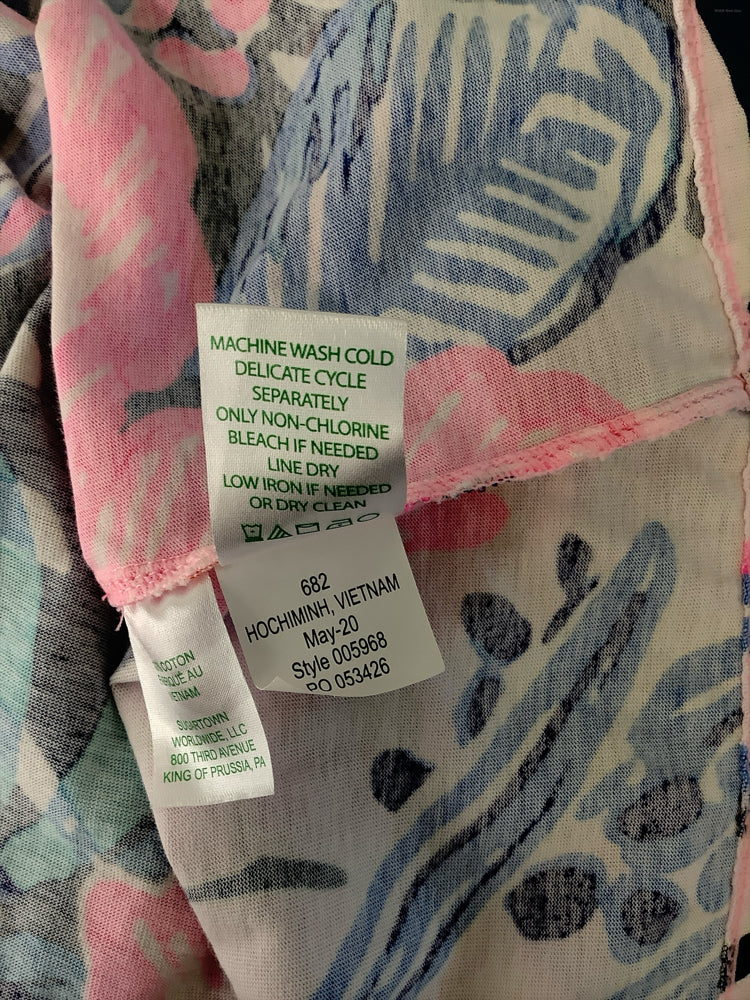 MACHINE WASH COLD
DELICATE CYCLE
SEPARATELY
ONLY NON-CHLORINE
BLEACH IF NEEDED
LINE DRY
LOW IRON IF NEEDED
OR DRY CLEAN
682
HOCHIMINH, VIETNAM
May-20
Style 005968
PO 053426
COTTON
SUGARTOWN
WORLDWIDE, LLC
800 THIRD AVENUE
KING OF PRUSSIA, PA